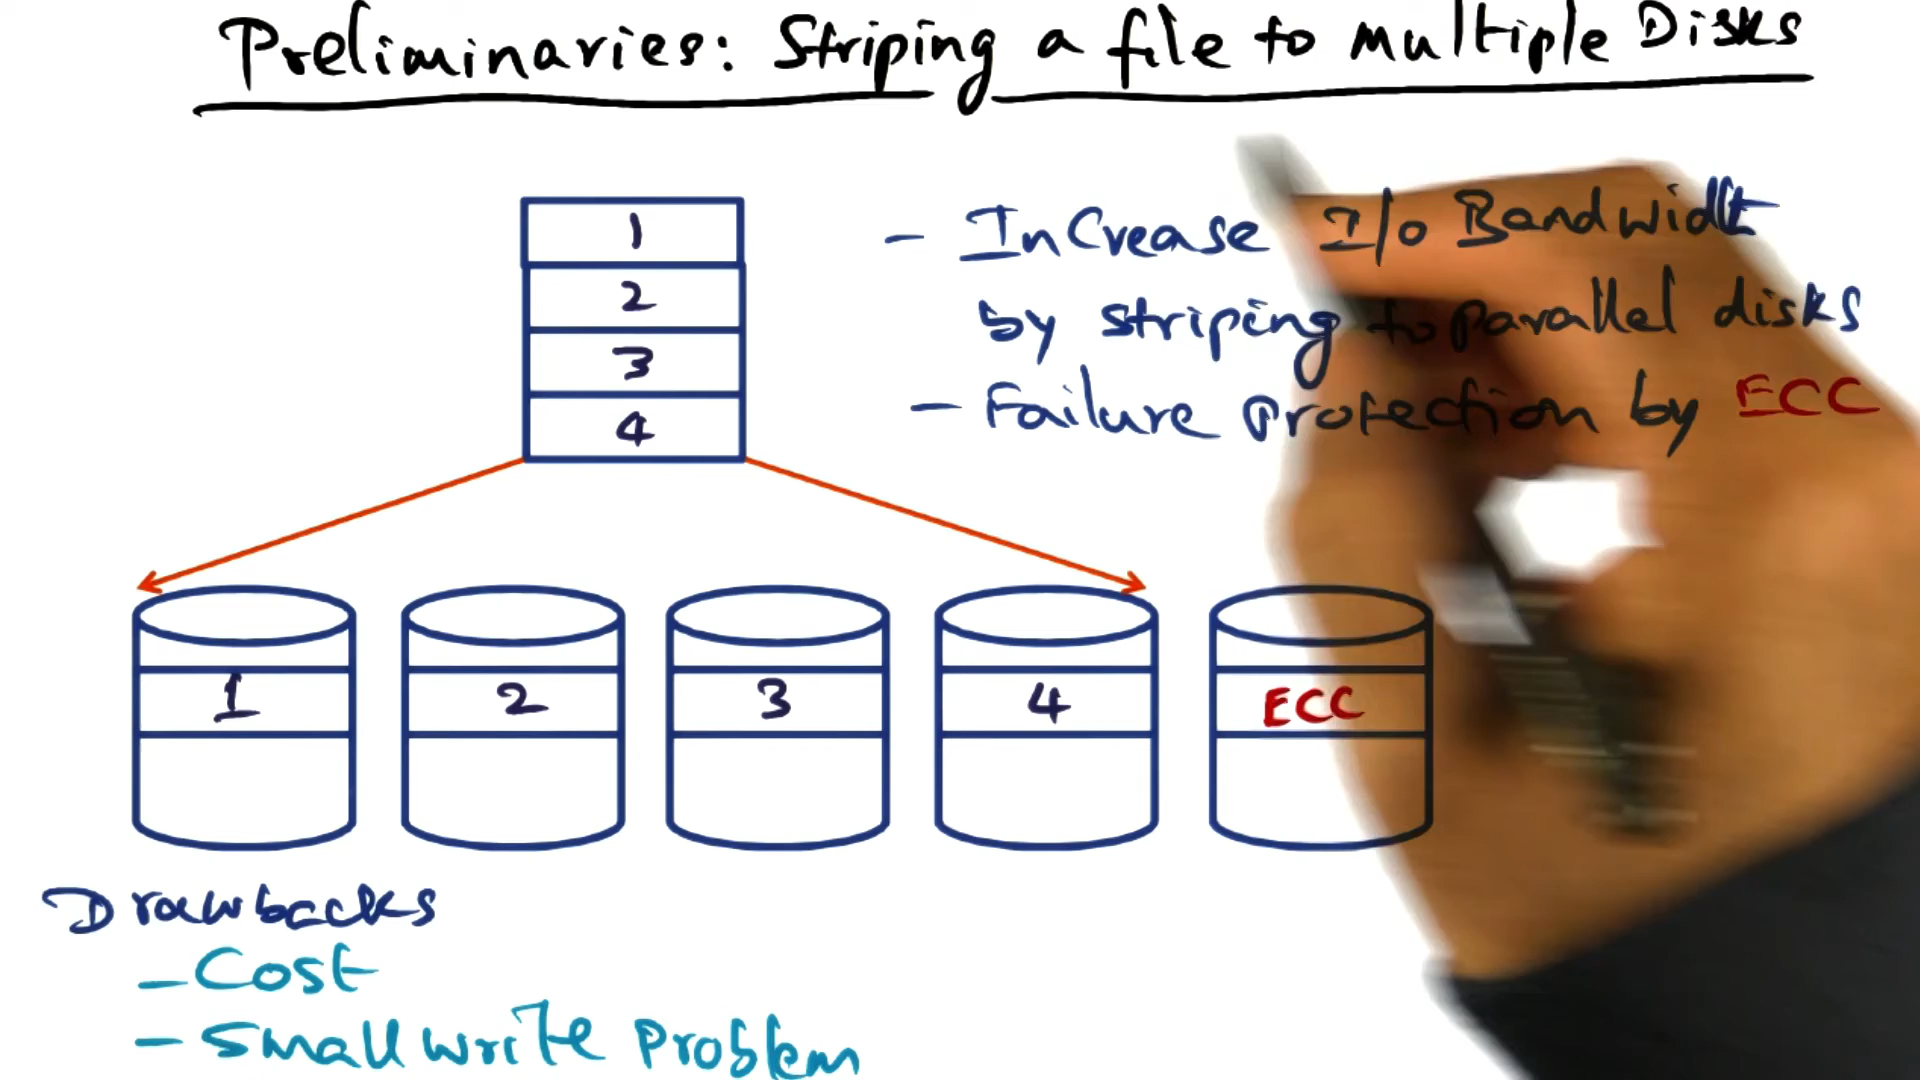 Preliminaries: Striping a file to multiple Disks
1
2
3
4
- Increase I/O Bandwidt
by striping to parallel disks
- Failure protection by ECC
1 2 3 4 ECC
Drawbacks
- Cost
- Small write problem